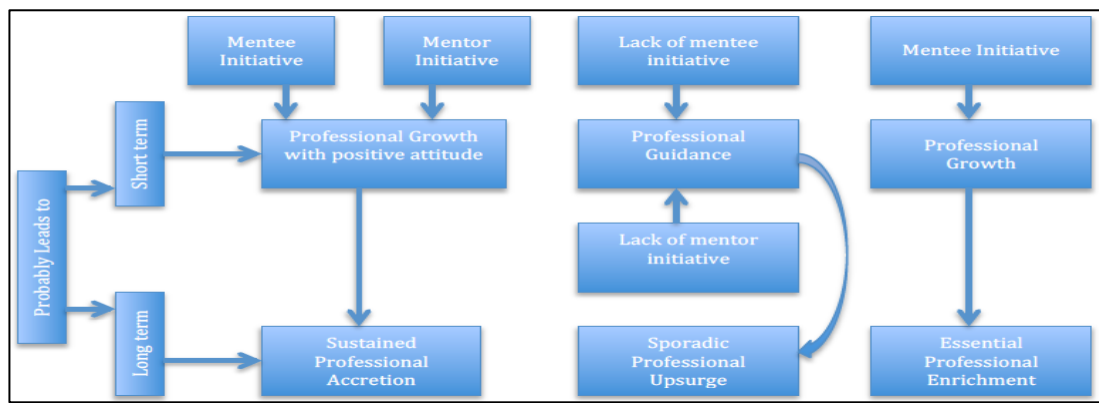 Mentee
Initiative
Mentor
Initiative
Lack of mentee
initiative
Mentee Initiative
Probably Leads to
Short term
Professional Growth
with positive attitude
Professional
Guidance
Professional
Growth
Lack of mentor
initiative
Long term
Sustained
Professional
Accretion
Sporadic
Professional
Upsurge
Essential
Professional
Enrichment